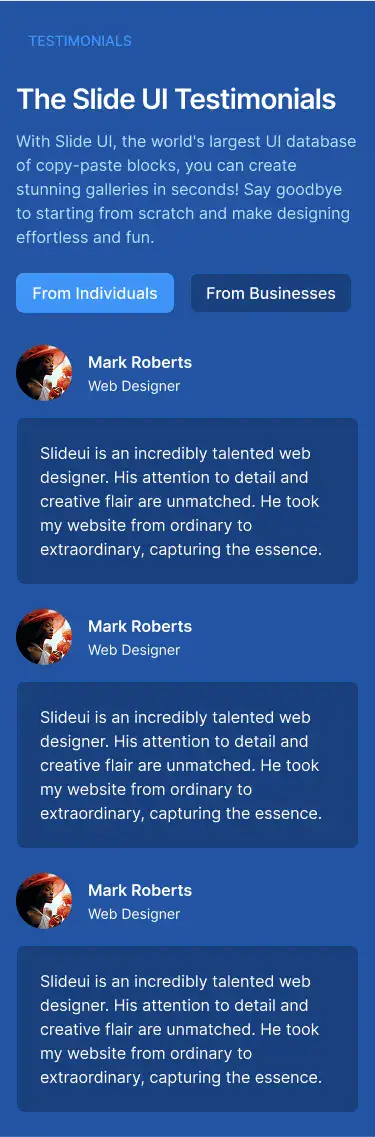 TESTIMONIALS
The Slide UI Testimonials
With Slide UI, the world's largest UI database
of copy-paste blocks, you can create
stunning galleries in seconds! Say goodbye
to starting from scratch and make designing
effortless and fun.
From Individuals From Businesses
Mark Roberts
Web Designer
Slideui is an incredibly talented web
designer. His attention to detail and
creative flair are unmatched. He took
my website from ordinary to
extraordinary, capturing the essence.
Mark Roberts
Web Designer
Slideui is an incredibly talented web
designer. His attention to detail and
creative flair are unmatched. He took
my website from ordinary to
extraordinary, capturing the essence.
Mark Roberts
Web Designer
Slideui is an incredibly talented web
designer. His attention to detail and
creative flair are unmatched. He took
my website from ordinary to
extraordinary, capturing the essence.